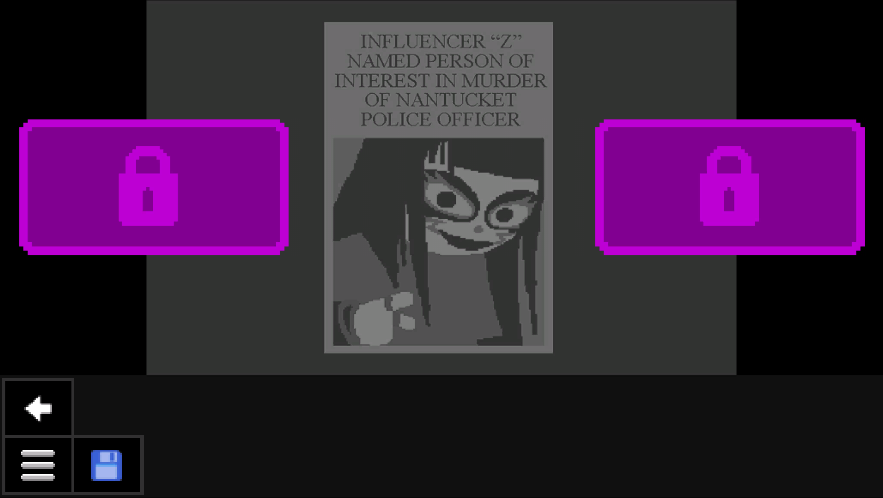 INFLUENCER “Z”
NAMED PERSON OF
INTEREST IN MURDER
OF NANTUCKET
POLICE OFFICER